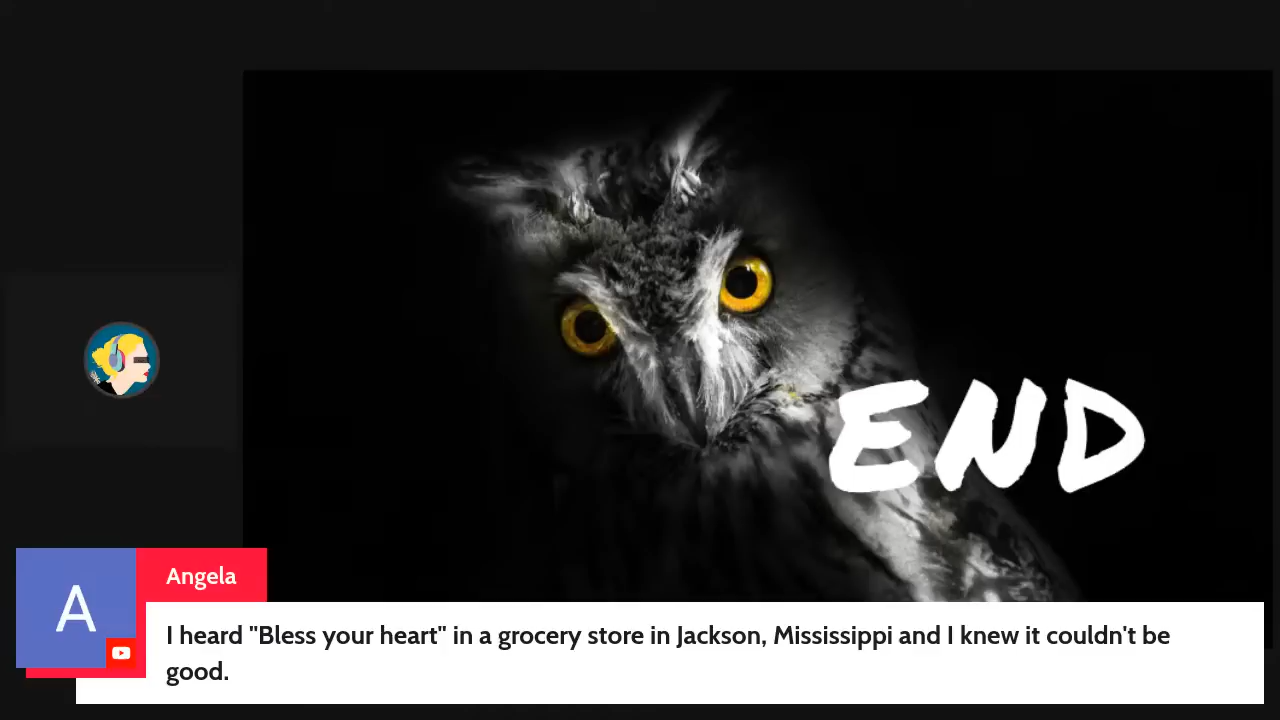 END
A
Angela
I heard "Bless your heart" in a grocery store in Jackson, Mississippi and I knew it couldn't be
good.